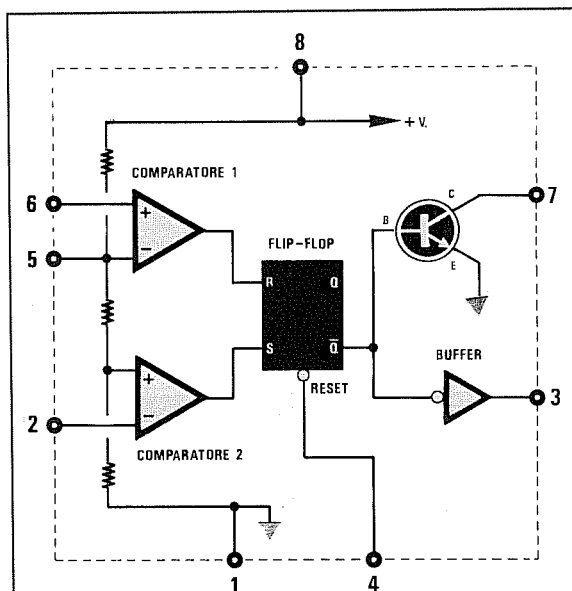 8
+ V.
COMPARATORE 1
C
6
+
7
B
5
−
FLIP-FLOP
E
R Q
S Q̅
BUFFER
+
RESET
3
2
−
COMPARATORE 2
1
4